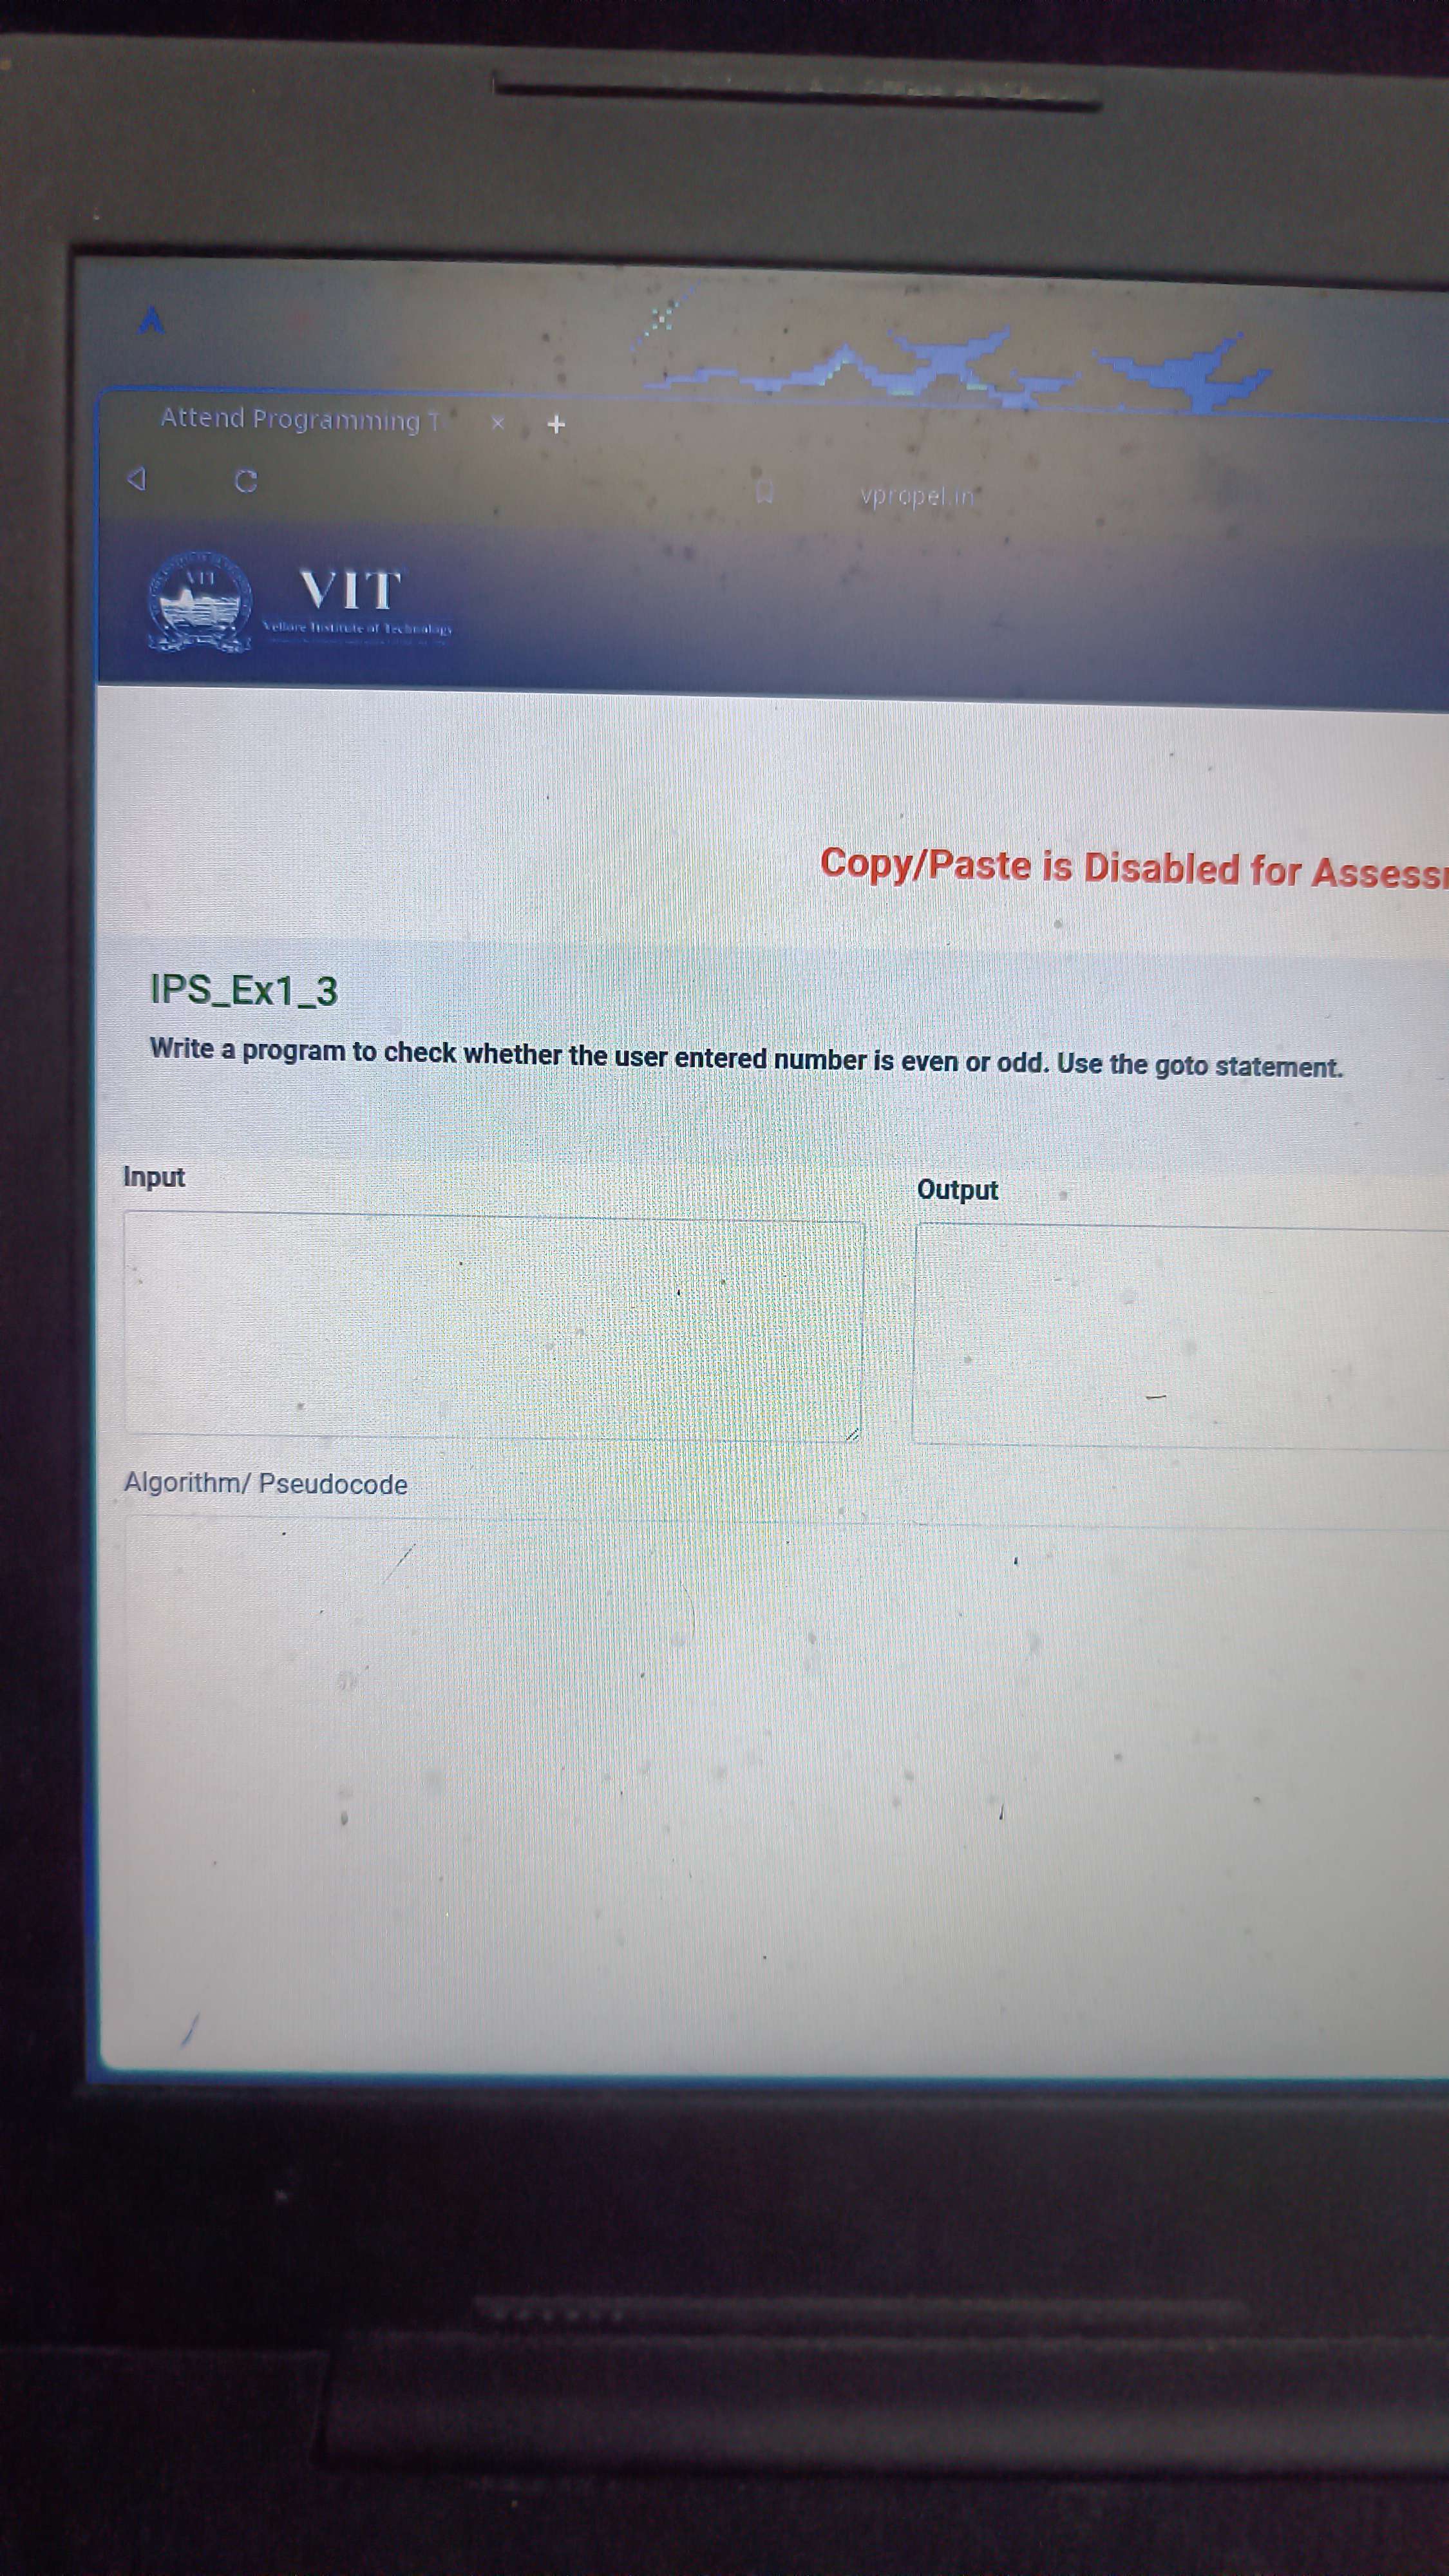 Attend Programming T
vpropel.in
VIT
VIT
Vellore Institute of Technology
Copy/Paste is Disabled for Assess
IPS_Ex1_3
Write a program to check whether the user entered number is even or odd. Use the goto statement.
Input
Output
Algorithm/ Pseudocode